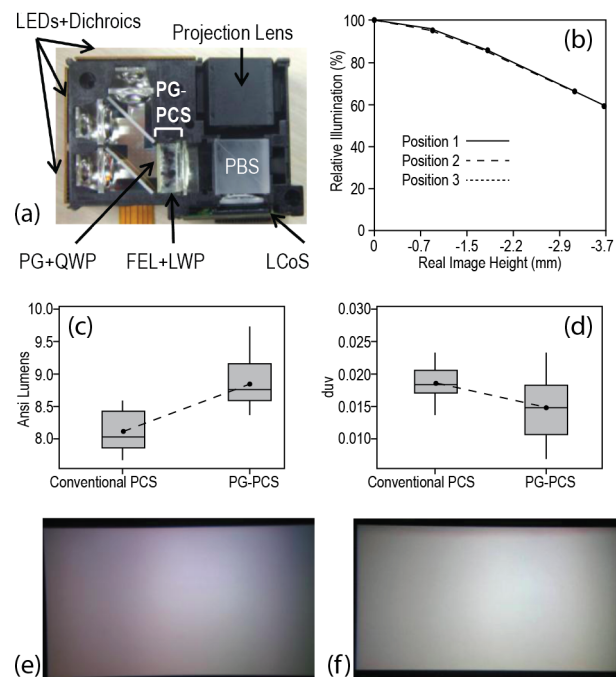 LEDs+Dichroics
Projection Lens
PG-
PCS
PBS
(a)
PG+QWP
FEL+LWP
LCoS
(b)
Relative Illumination (%)
100
80
60
40
20
0
Position 1
Position 2
Position 3
0 -0.7 -1.5 -2.2 -2.9 -3.7
Real Image Height (mm)
(c)
Ansi Lumens
10.0
9.5
9.0
8.5
8.0
Conventional PCS PG-PCS
(d)
duv
0.030
0.025
0.020
0.015
0.010
Conventional PCS PG-PCS
(e)
(f)